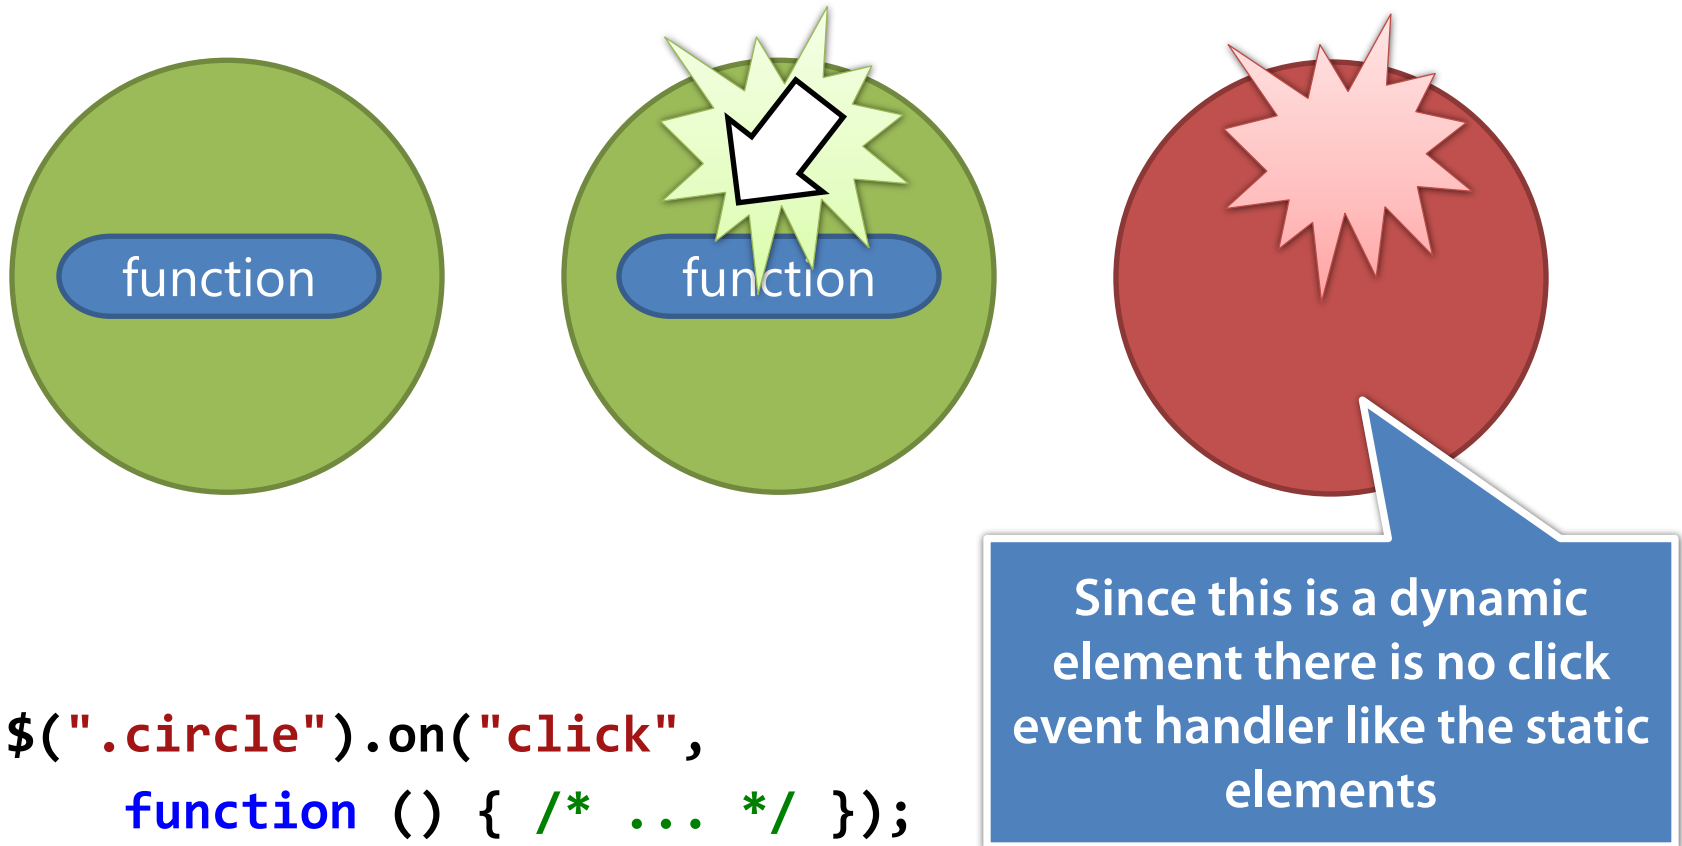 function
function
Since this is a dynamic
element there is no click
event handler like the static
elements
$(".circle").on("click",
function () { /* ... */ });